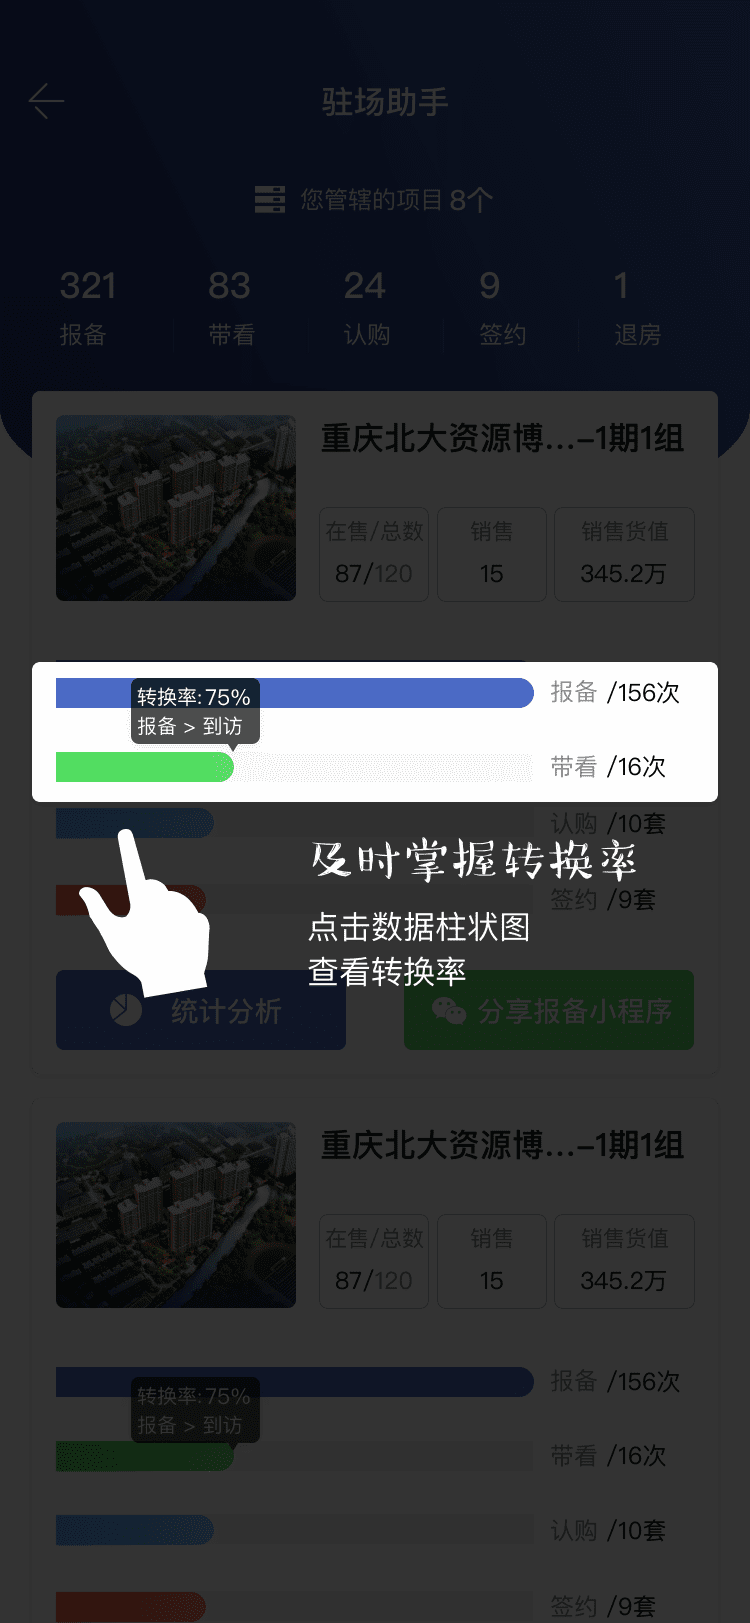 驻场助手
您管辖的项目 8个
321
83
24
9
1
报备
带看
认购
签约
退房
重庆北大资源博...-1期1组
在售/总数
销售
销售货值
87/120
15
345.2万
转换率: 75%
报备 > 到访
报备 /156次
带看 /16次
认购 /10套
及时掌握转换率
签约 /9套
点击数据柱状图
查看转换率
统计分析
分享报备小程序
重庆北大资源博...-1期1组
在售/总数
销售
销售货值
87/120
15
345.2万
报备 /156次
转换率: 75%
报备 > 到访
带看 /16次
认购 /10套
签约 /9套